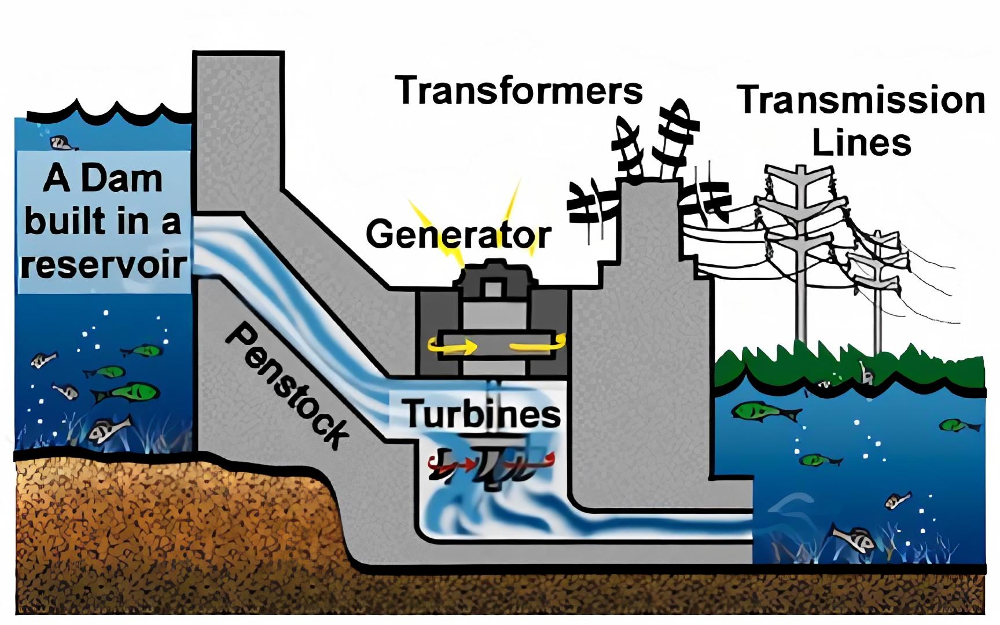 A Dam
built in a
reservoir
Penstock
Generator
Turbines
Transformers
Transmission
Lines